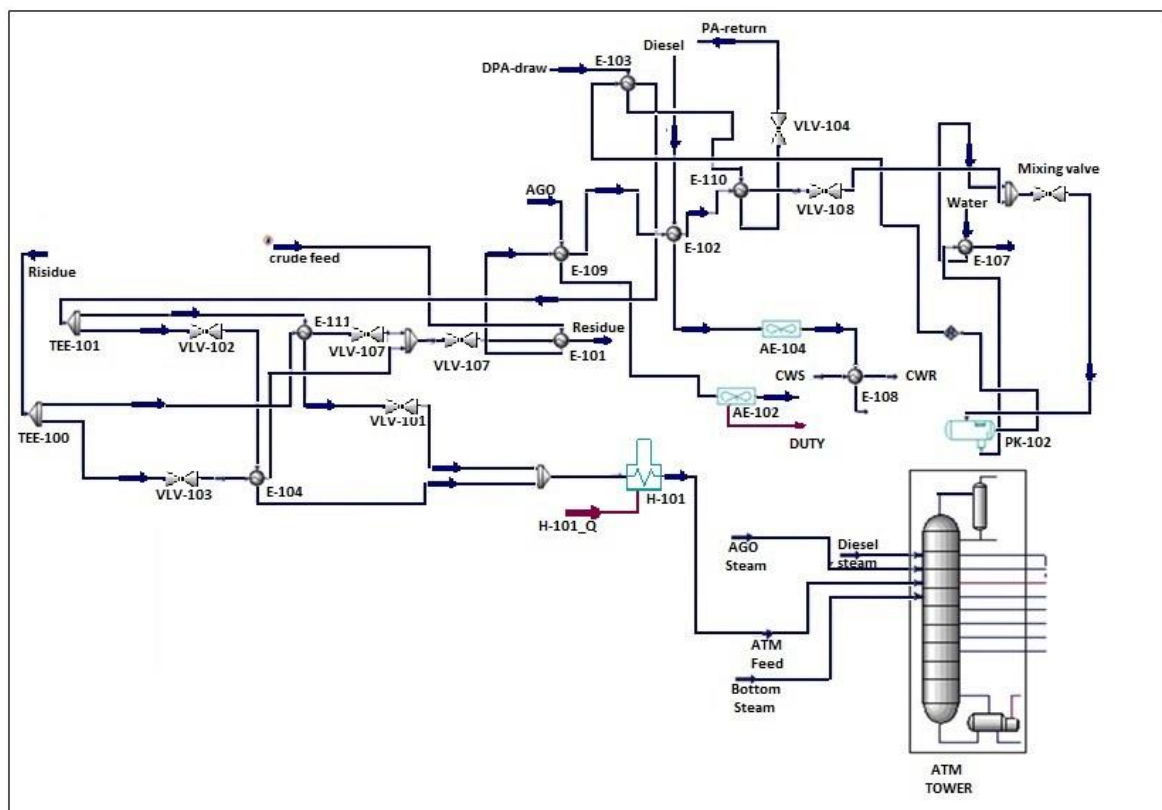 PA-return
Diesel
E-103
DPA-draw
VLV-104
E-110
Mixing valve
AGO
VLV-108
Water
E-102
E-107
crude feed
E-109
Risidue
E-111
Residue
TEE-101
VLV-102
VLV-107
VLV-107
E-101
AE-104
CWS
CWR
VLV-101
E-108
TEE-100
AE-102
PK-102
DUTY
VLV-103
E-104
H-101
H-101_Q
AGO
Steam
Diesel
steam
ATM
Feed
Bottom
Steam
ATM
TOWER